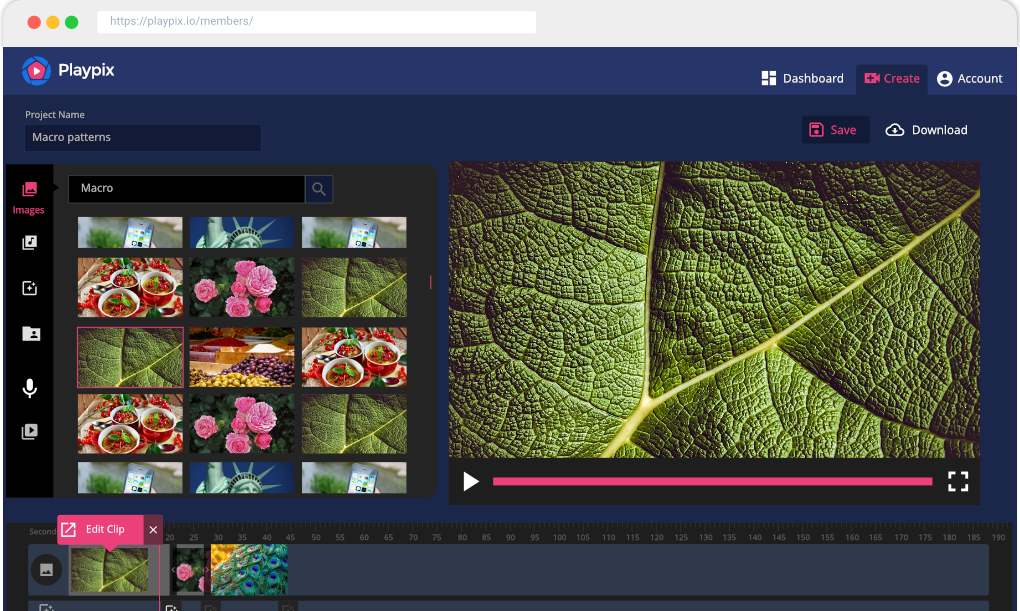 https://playpix.io/members/
Playpix
Dashboard
Create
Account
Project Name
Macro patterns
Save
Download
Images
Macro
Edit Clip
20 25 30 35 40 45 50 55 60 65 70 75 80 85 90 95 100 105 110 115 120 125 130 135 140 145 150 155 160 165 170 175 180 185 190